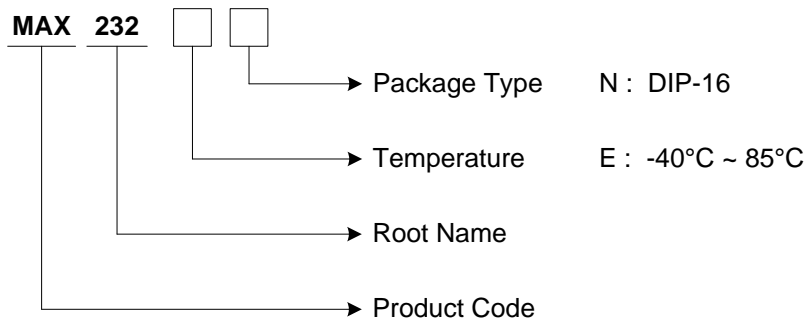 MAX 232
Package Type N : DIP-16
Temperature E : -40°C ~ 85°C
Root Name
Product Code